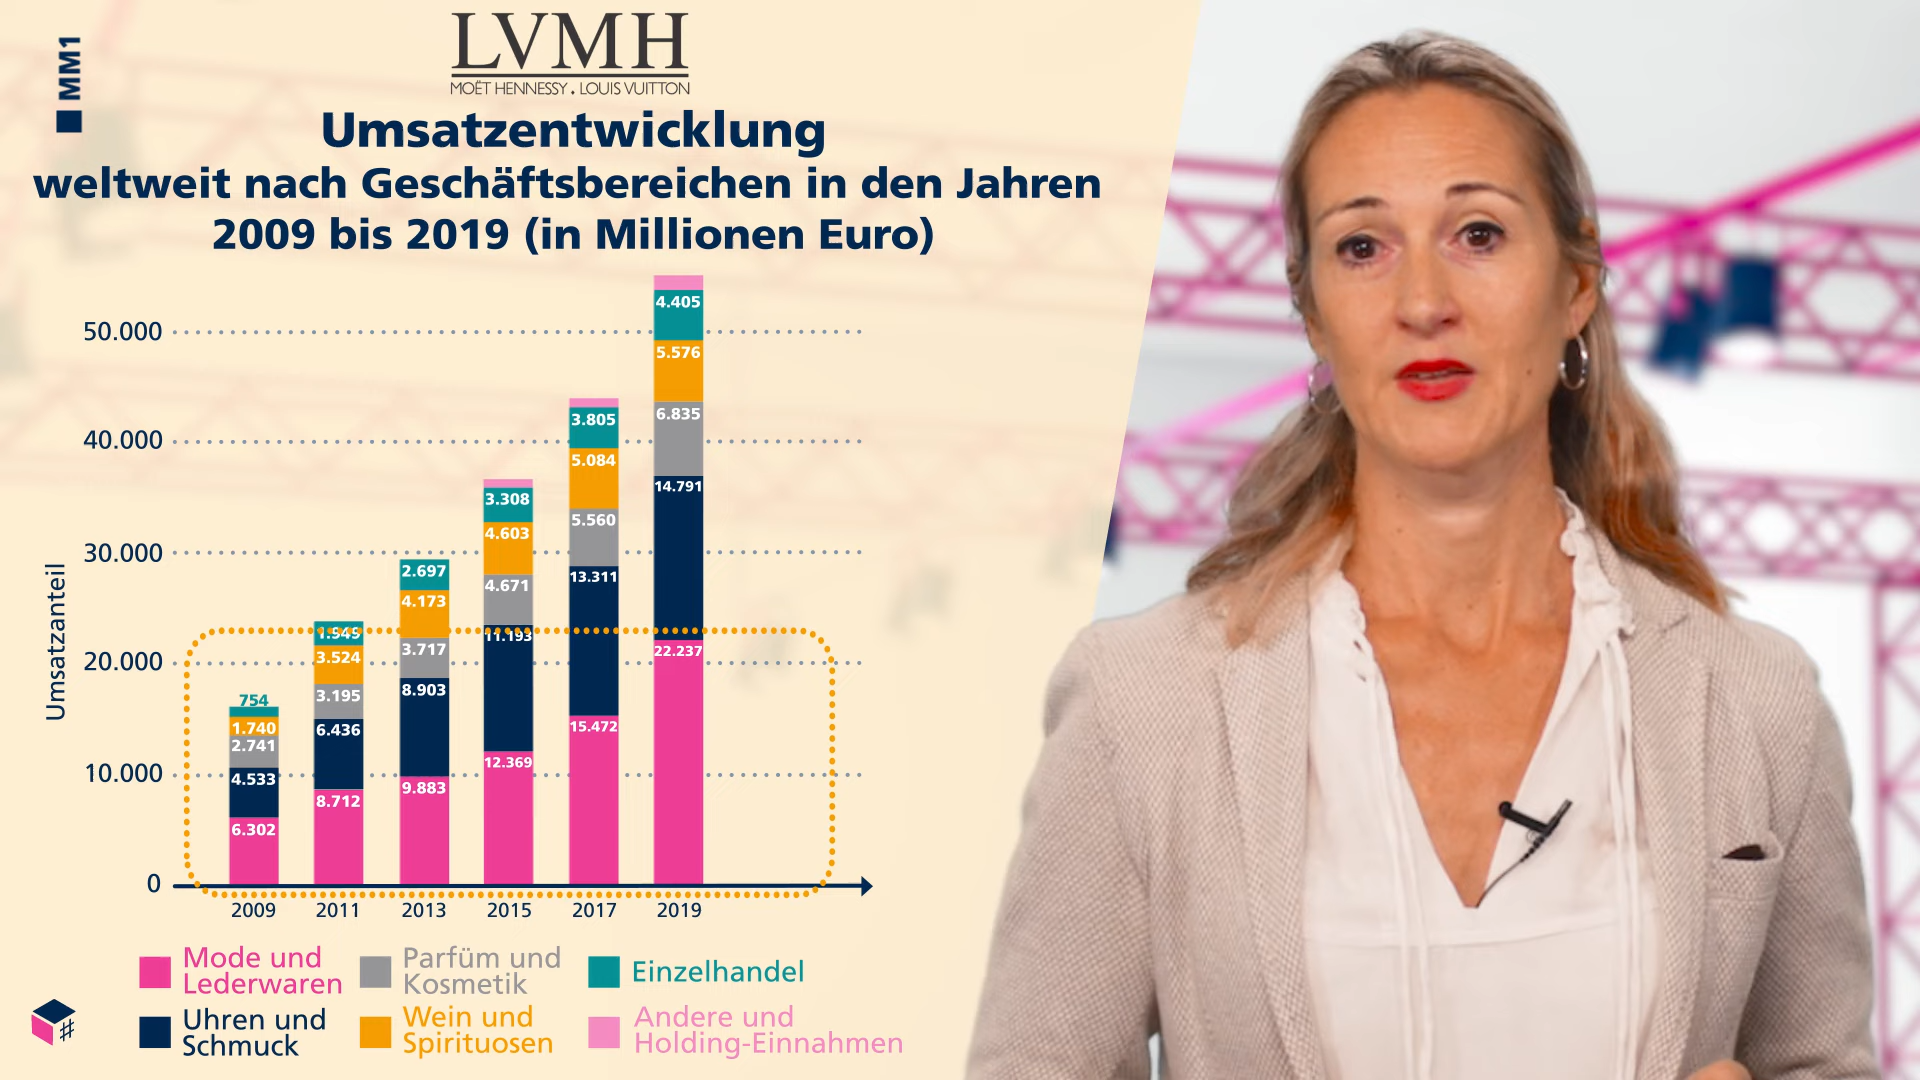 MM1
LVMH
MOËT HENNESSY . LOUIS VUITTON
Umsatzentwicklung
weltweit nach Geschäftsbereichen in den Jahren
2009 bis 2019 (in Millionen Euro)
Umsatzanteil
50.000
40.000
30.000
20.000
10.000
0
754
1.740
2.741
4.533
6.302
1.949
3.524
3.195
6.436
8.712
2.697
4.173
3.717
8.903
9.883
3.308
4.603
4.671
11.193
12.369
3.805
5.084
5.560
13.311
15.472
4.405
5.576
6.835
14.791
22.237
2009 2011 2013 2015 2017 2019
Mode und
Lederwaren
Parfüm und
Kosmetik
Einzelhandel
Uhren und
Schmuck
Wein und
Spirituosen
Andere und
Holding-Einnahmen